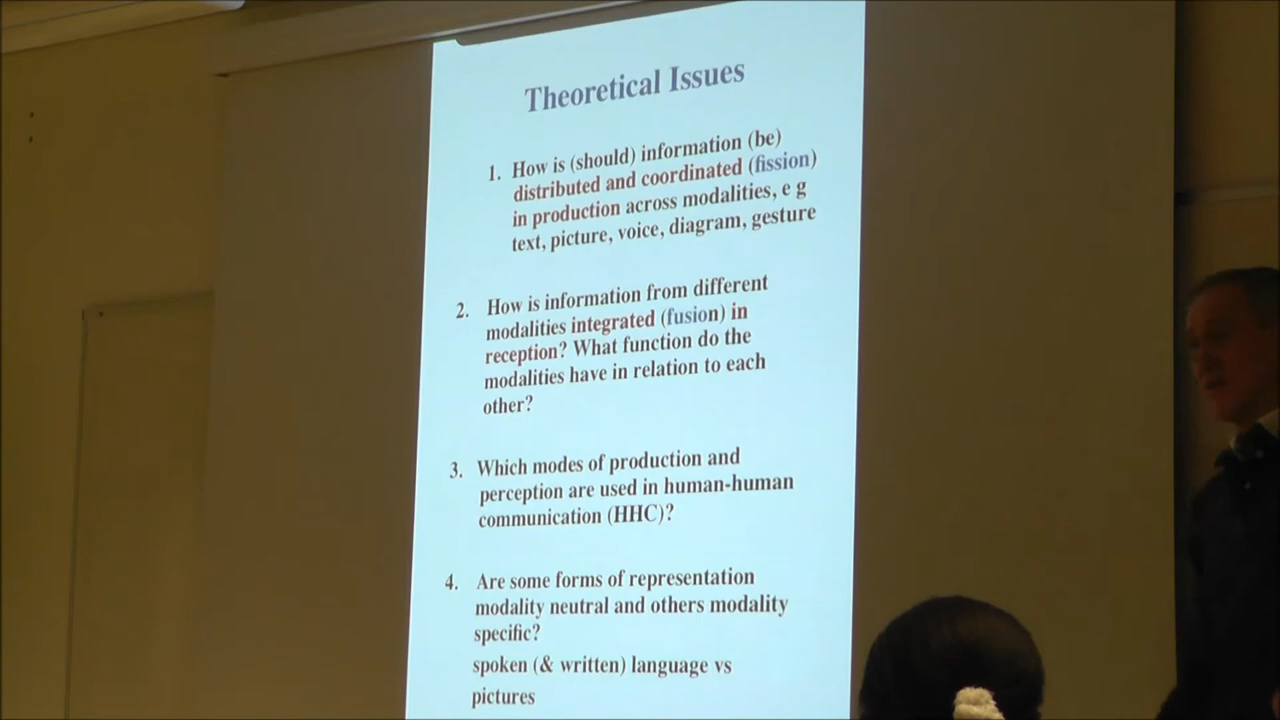 Theoretical Issues
1. How is (should) information (be)
distributed and coordinated (fission)
in production across modalities, e g
text, picture, voice, diagram, gesture
2. How is information from different
modalities integrated (fusion) in
reception? What function do the
modalities have in relation to each
other?
3. Which modes of production and
perception are used in human-human
communication (HHC)?
4. Are some forms of representation
modality neutral and others modality
specific?
spoken (& written) language vs
pictures